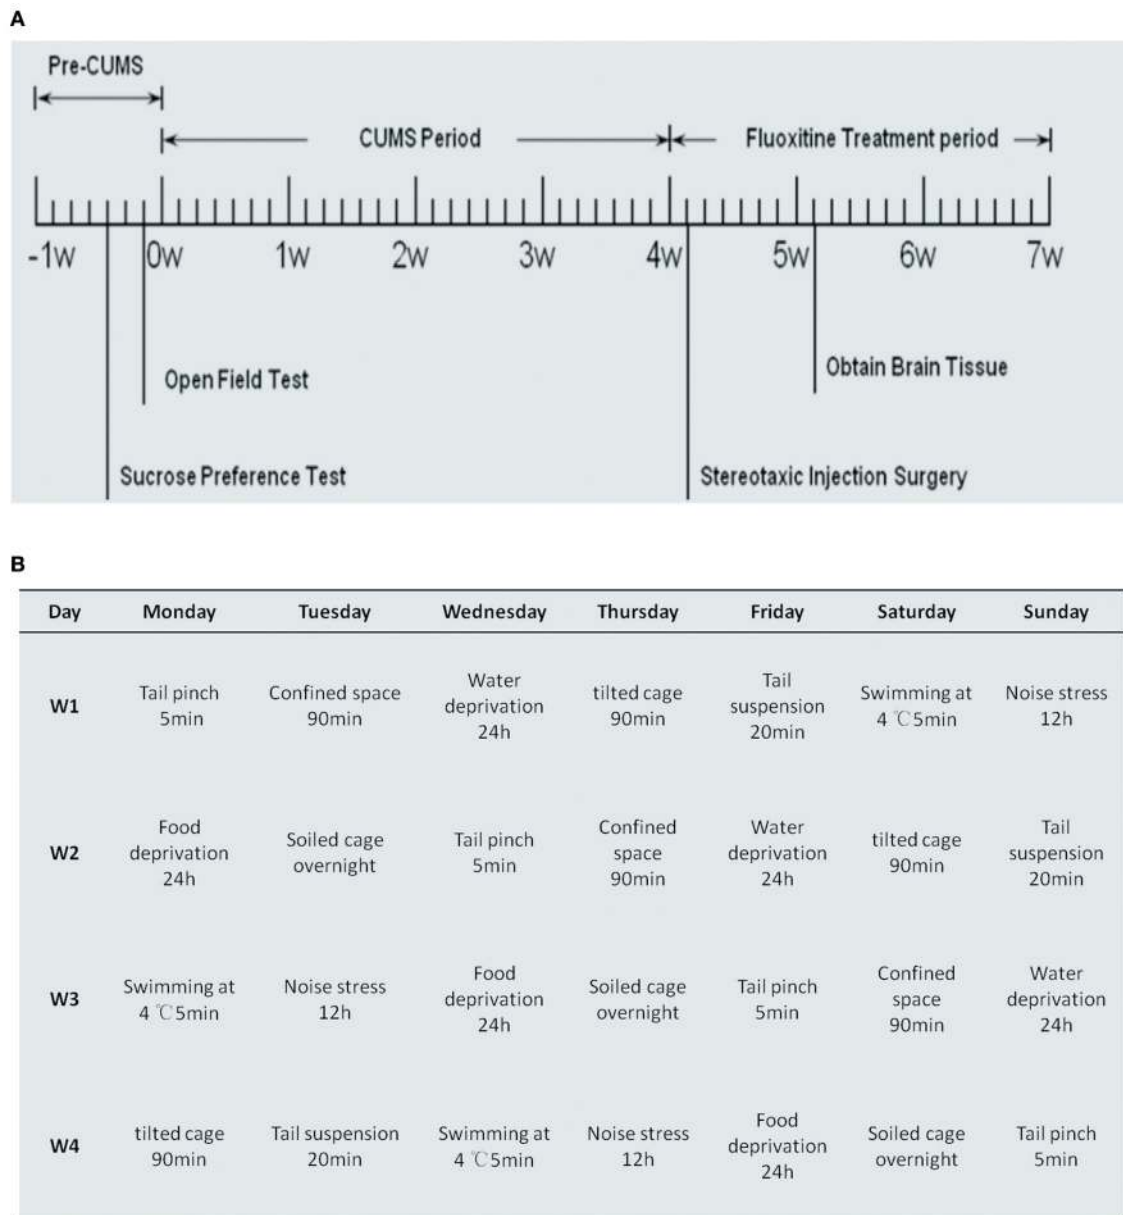 A
Pre-CUMS
CUMS Period
Fluoxitine Treatment period
-1w 0w 1w 2w 3w 4w 5w 6w 7w
Obtain Brain Tissue
Open Field Test
Sucrose Preference Test
Stereotaxic Injection Surgery
B
Day Monday Tuesday Wednesday Thursday Friday Saturday Sunday
W1
Tail pinch
5min
Confined space
90min
Water
deprivation
24h
tilted cage
90min
Tail
suspension
20min
Swimming at
4 ℃5min
Noise stress
12h
W2
Food
deprivation
24h
Soiled cage
overnight
Tail pinch
5min
Confined
space
90min
Water
deprivation
24h
tilted cage
90min
Tail
suspension
20min
W3
Swimming at
4 ℃5min
Noise stress
12h
Food
deprivation
24h
Soiled cage
overnight
Tail pinch
5min
Confined
space
90min
Water
deprivation
24h
W4
tilted cage
90min
Tail suspension
20min
Swimming at
4 ℃5min
Noise stress
12h
Food
deprivation
24h
Soiled cage
overnight
Tail pinch
5min